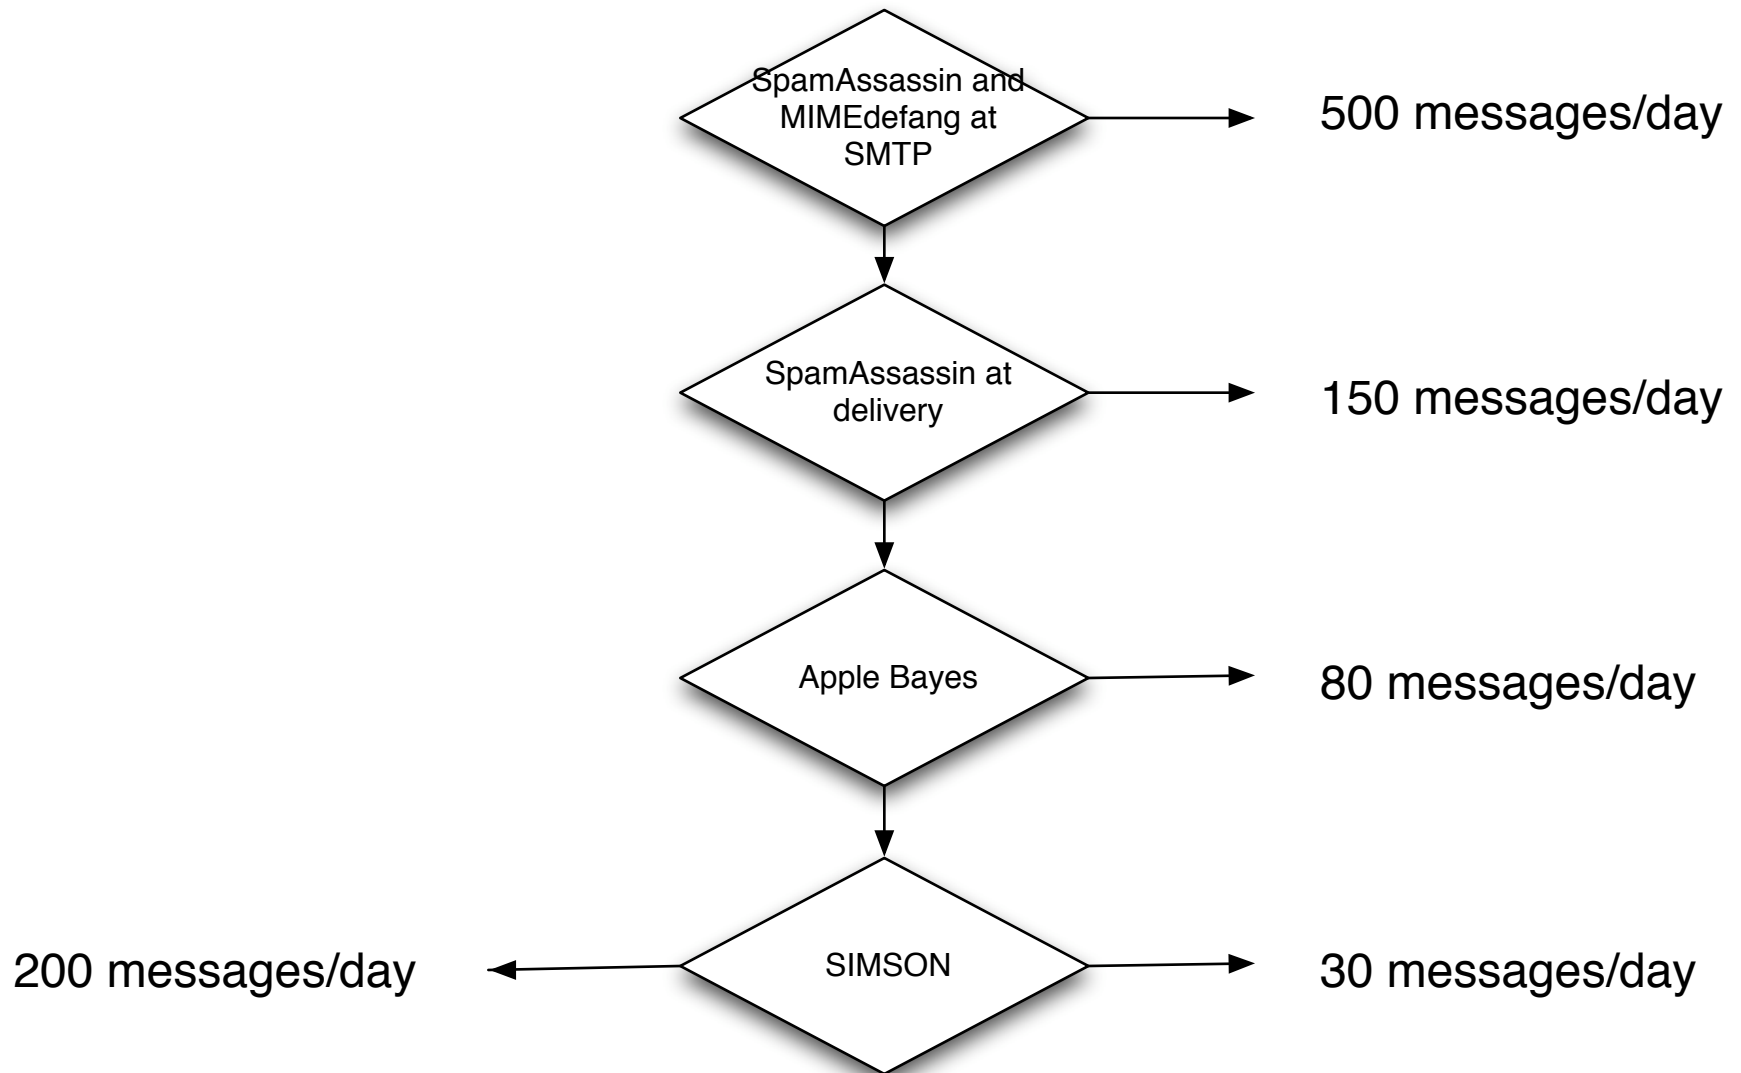 SpamAssassin and
MIMEdefang at
SMTP
500 messages/day
SpamAssassin at
delivery
150 messages/day
Apple Bayes
80 messages/day
200 messages/day
SIMSON
30 messages/day